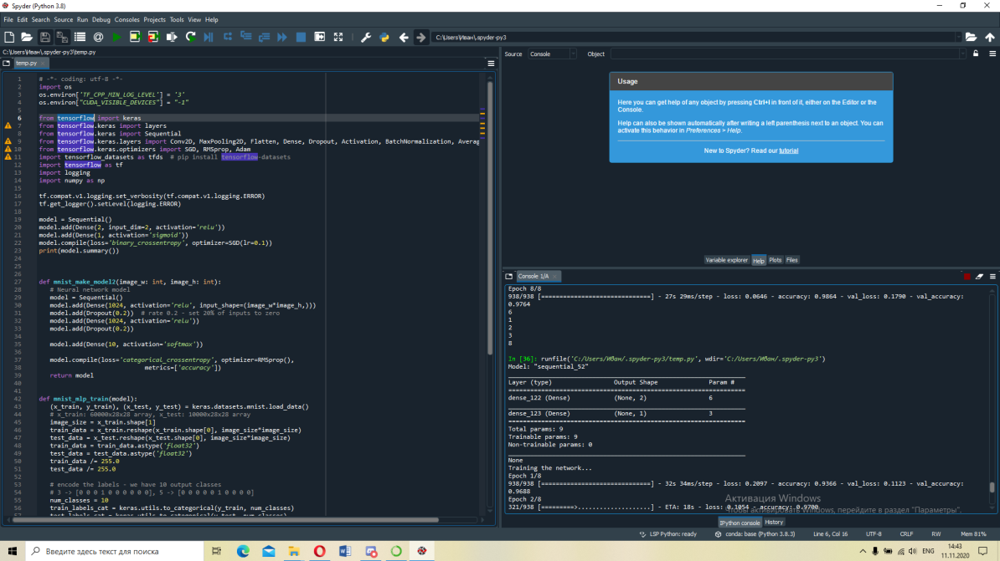 Spyder (Python 3.8)
File Edit Search Source Run Debug Consoles Projects Tools View Help
C:\Users\Иван\.spyder-py3
C:\Users\Иван\.spyder-py3\temp.py
temp.py
1 # -*- coding: utf-8 -*-
2 import os
3 os.environ['TF_CPP_MIN_LOG_LEVEL'] = '3'
4 os.environ["CUDA_VISIBLE_DEVICES"] = "-1"
5
6 from tensorflow import keras
7 from tensorflow.keras import layers
8 from tensorflow.keras import Sequential
9 from tensorflow.keras.layers import Conv2D, MaxPooling2D, Flatten, Dense, Dropout, Activation, BatchNormalization, Averag
10 from tensorflow.keras.optimizers import SGD, RMSprop, Adam
11 import tensorflow_datasets as tfds # pip install tensorflow-datasets
12 import tensorflow as tf
13 import logging
14 import numpy as np
15
16 tf.compat.v1.logging.set_verbosity(tf.compat.v1.logging.ERROR)
17 tf.get_logger().setLevel(logging.ERROR)
18
19 model = Sequential()
20 model.add(Dense(2, input_dim=2, activation='relu'))
21 model.add(Dense(1, activation='sigmoid'))
22 model.compile(loss='binary_crossentropy', optimizer=SGD(lr=0.1))
23 print(model.summary())
24
25
26
27 def mnist_make_model2(image_w: int, image_h: int):
28 # Neural network model
29 model = Sequential()
30 model.add(Dense(1024, activation='relu', input_shape=(image_w*image_h,)))
31 model.add(Dropout(0.2)) # rate 0.2 - set 20% of inputs to zero
32 model.add(Dense(1024, activation='relu'))
33 model.add(Dropout(0.2))
34
35 model.add(Dense(10, activation='softmax'))
36
37 model.compile(loss='categorical_crossentropy', optimizer=RMSprop(),
38 metrics=['accuracy'])
39 return model
40
41
42 def mnist_mlp_train(model):
43 (x_train, y_train), (x_test, y_test) = keras.datasets.mnist.load_data()
44 # x_train: 60000x28x28 array, x_test: 10000x28x28 array
45 image_size = x_train.shape[1]
46 train_data = x_train.reshape(x_train.shape[0], image_size*image_size)
47 test_data = x_test.reshape(x_test.shape[0], image_size*image_size)
48 train_data = train_data.astype('float32')
49 test_data = test_data.astype('float32')
50 train_data /= 255.0
51 test_data /= 255.0
52
53 # encode the labels - we have 10 output classes
54 # 3 -> [0 0 0 1 0 0 0 0 0 0], 5 -> [0 0 0 0 0 1 0 0 0 0]
55 num_classes = 10
56 train_labels_cat = keras.utils.to_categorical(y_train, num_classes)
Source Console Object
Usage
Here you can get help of any object by pressing Ctrl+I in front of it, either on the Editor or the
Console.
Help can also be shown automatically after writing a left parenthesis next to an object. You can
activate this behavior in Preferences > Help.
New to Spyder? Read our tutorial
Variable explorer Help Plots Files
Console 1/A
Epoch 8/8
938/938 [==============================] - 27s 29ms/step - loss: 0.0646 - accuracy: 0.9864 - val_loss: 0.1790 - val_accuracy:
0.9764
6
1
2
3
8
In [36]: runfile('C:/Users/Иван/.spyder-py3/temp.py', wdir='C:/Users/Иван/.spyder-py3')
Model: "sequential_52"
Layer (type) Output Shape Param #
dense_122 (Dense) (None, 2) 6
dense_123 (Dense) (None, 1) 3
Total params: 9
Trainable params: 9
Non-trainable params: 0
None
Training the network...
Epoch 1/8
938/938 [==============================] - 32s 34ms/step - loss: 0.2097 - accuracy: 0.9366 - val_loss: 0.1123 - val_accuracy:
0.9688
Epoch 2/8
321/938 [=========>....................] - ETA: 18s - loss: 0.1054 - accuracy: 0.9700
Активация Windows
Чтобы активировать Windows, перейдите в раздел "Параметры".
IPython console History
LSP Python: ready conda: base (Python 3.8.3) Line 6, Col 16 UTF-8 CRLF RW Mem 81%
Введите здесь текст для поиска
ENG
14:43
11.11.2020